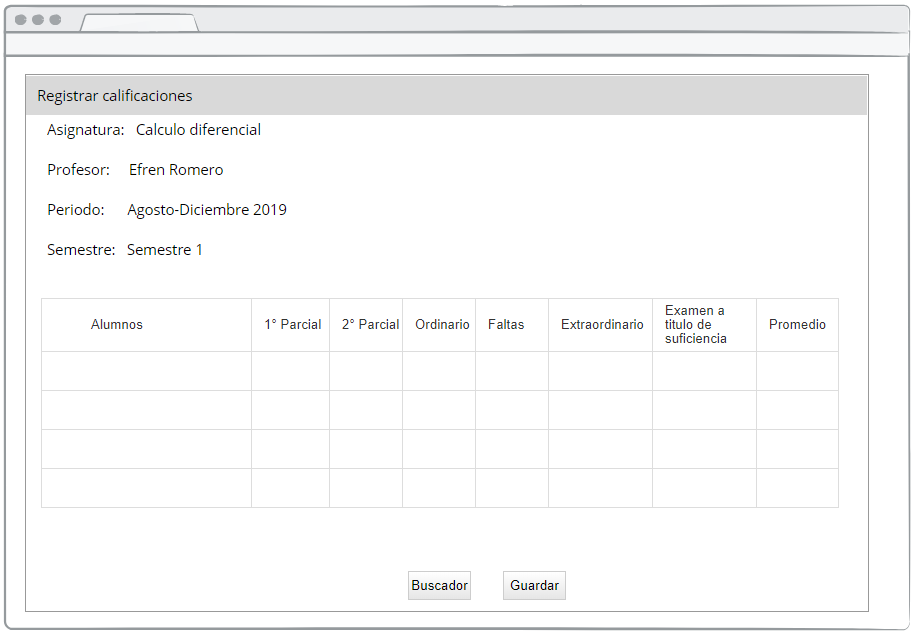 Registrar calificaciones
Asignatura: Calculo diferencial
Profesor: Efren Romero
Periodo: Agosto-Diciembre 2019
Semestre: Semestre 1
Alumnos 1° Parcial 2° Parcial Ordinario Faltas Extraordinario Examen a
titulo de
suficiencia Promedio
Buscador Guardar